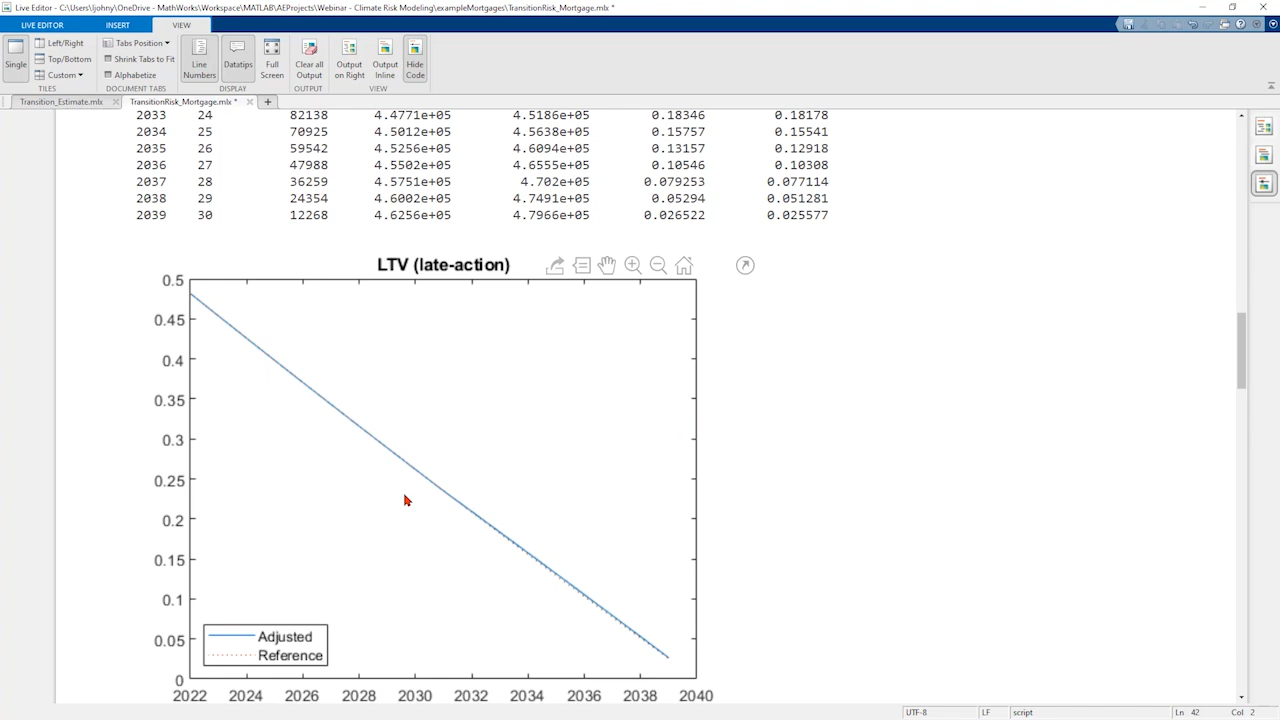 Live Editor - C:\Users\ljohny\OneDrive - MathWorks\Workspace\MATLAB\AEProjects\Webinar - Climate Risk Modeling\exampleMortgages\TransitionRisk_Mortgage.mlx *
LIVE EDITOR INSERT VIEW
Single
Left/Right
Top/Bottom
Custom
TILES
Tabs Position
Shrink Tabs to Fit
Alphabetize
DOCUMENT TABS
Line Numbers
Datatips
Full Screen
DISPLAY
Clear all Output
OUTPUT
Output on Right
Output Inline
Hide Code
VIEW
Transition_Estimate.mlx TransitionRisk_Mortgage.mlx *
2033 24 82138 4.4771e+05 4.5186e+05 0.18346 0.18178
2034 25 70925 4.5012e+05 4.5638e+05 0.15757 0.15541
2035 26 59542 4.5256e+05 4.6094e+05 0.13157 0.12918
2036 27 47988 4.5502e+05 4.6555e+05 0.10546 0.10308
2037 28 36259 4.5751e+05 4.702e+05 0.079253 0.077114
2038 29 24354 4.6002e+05 4.7491e+05 0.05294 0.051281
2039 30 12268 4.6256e+05 4.7966e+05 0.026522 0.025577
LTV (late-action)
0.5
0.45
0.4
0.35
0.3
0.25
0.2
0.15
0.1
0.05
0
Adjusted
Reference
2022 2024 2026 2028 2030 2032 2034 2036 2038 2040
UTF-8 LF script Ln 42 Col 2